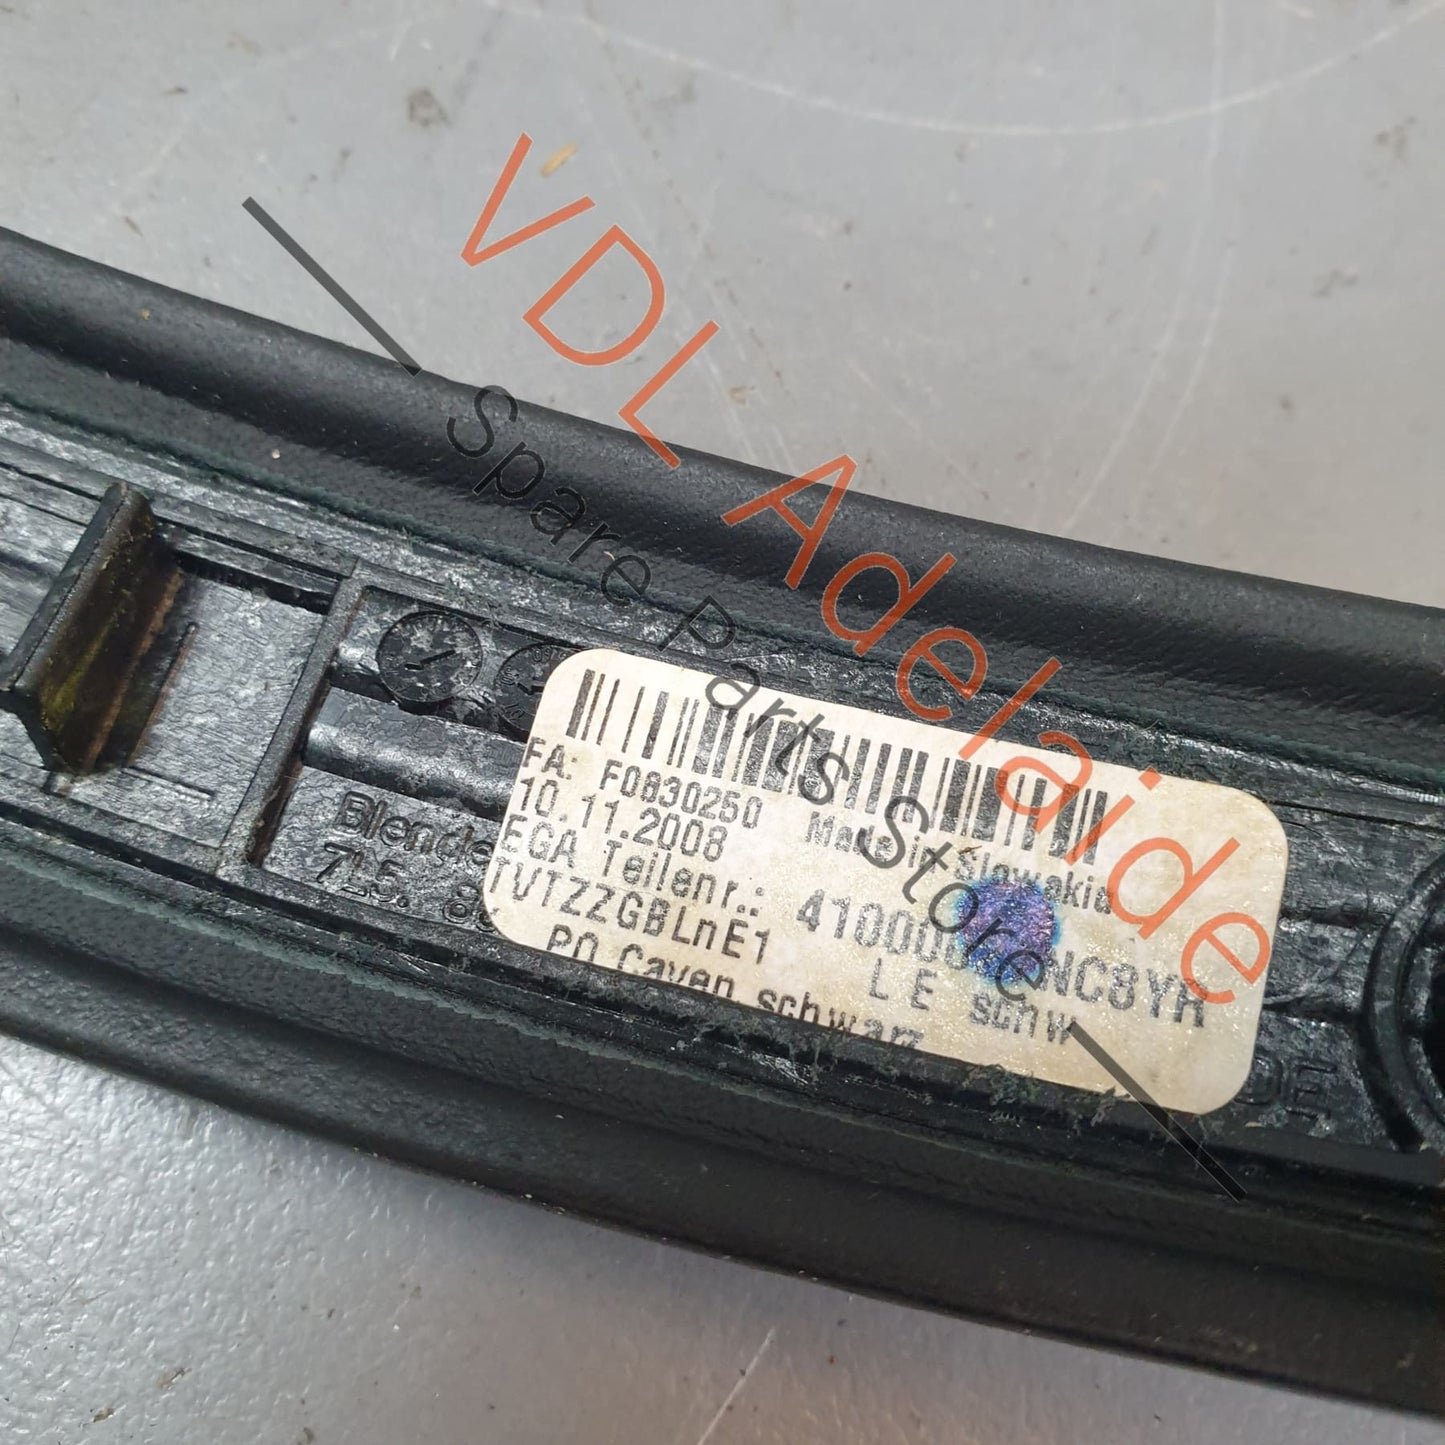 VDL Adelaide
Spare Parts Store
FA: F0830250
10.11.2008 Made in Slowakia
EGA Teilenr.:
TVTZZGBLnE1 L E schw
PO Cayen schwarz
Blende
7L5.